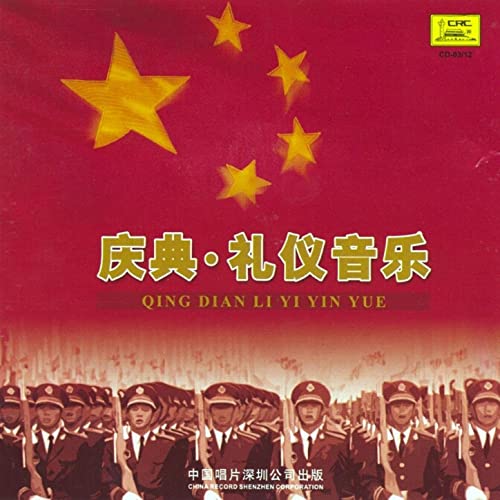 CRC
CD-03/12
庆典·礼仪音乐
QING DIAN LI YI YIN YUE
中国唱片深圳公司出版
CHINA RECORD SHENZHEN CORPORATION